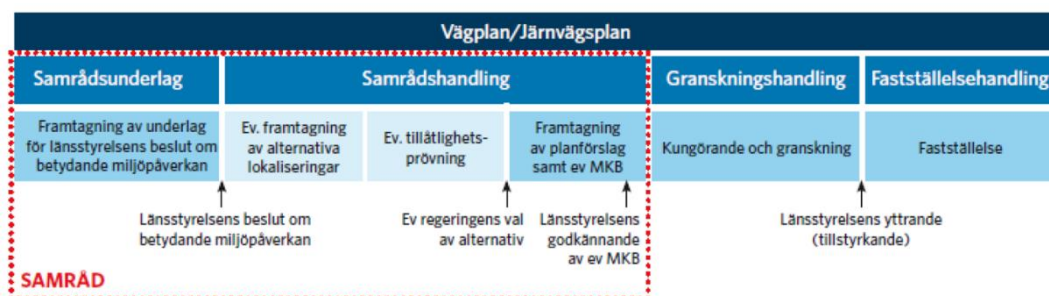 Vägplan/Järnvägsplan
Samrådsunderlag
Samrådshandling
Granskningshandling
Fastställelsehandling
Framtagning av underlag
för länsstyrelsens beslut om
betydande miljöpåverkan
Ev. framtagning
av alternativa
lokaliseringar
Ev. tillåtlighets-
prövning
Framtagning
av planförslag
samt ev MKB
Kungörande och granskning
Fastställelse
Länsstyrelsens beslut om
betydande miljöpåverkan
Ev regeringens val
av alternativ
Länsstyrelsens
godkännande
av ev MKB
Länsstyrelsens yttrande
(tillstyrkande)
SAMRÅD